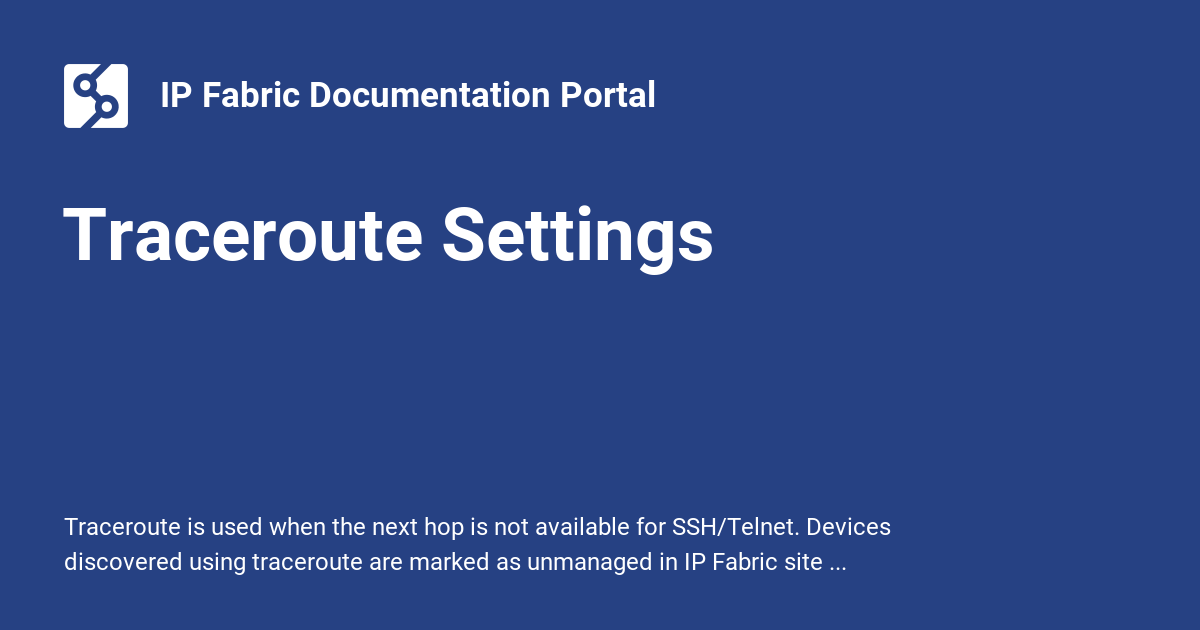 IP Fabric Documentation Portal
Traceroute Settings
Traceroute is used when the next hop is not available for SSH/Telnet. Devices
discovered using traceroute are marked as unmanaged in IP Fabric site ...